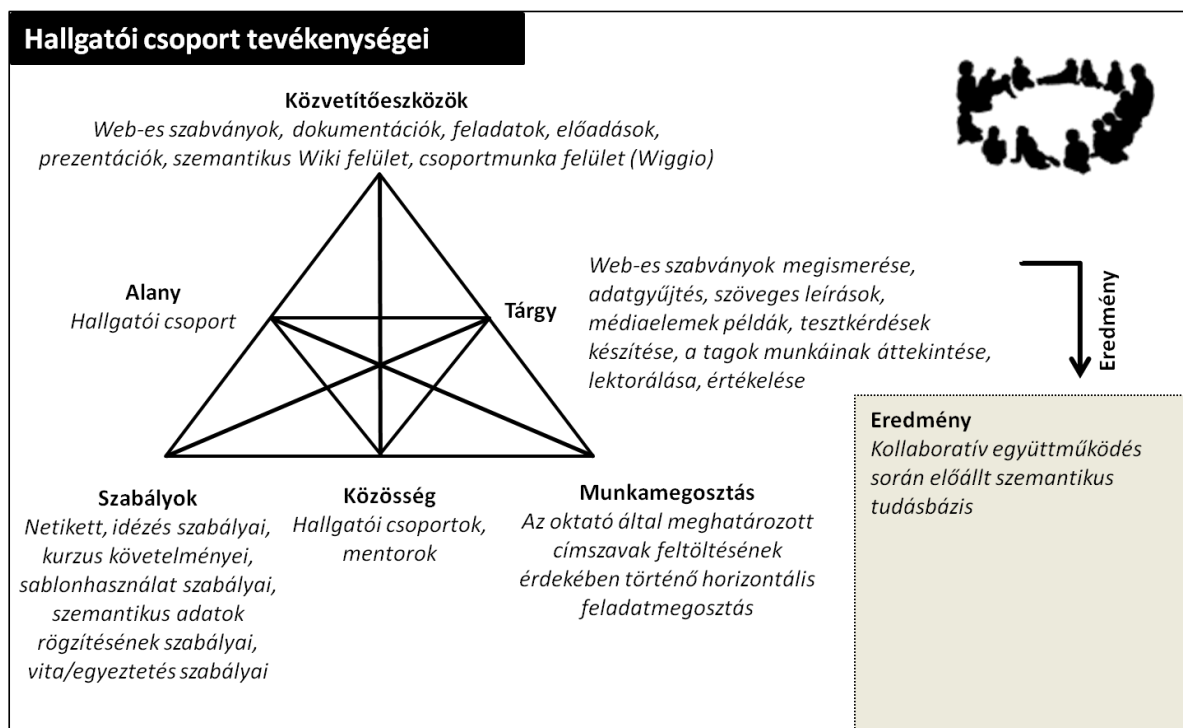 Hallgatói csoport tevékenységei
Közvetítőeszközök
Web-es szabványok, dokumentációk, feladatok, előadások,
prezentációk, szemantikus Wiki felület, csoportmunka felület (Wiggio)
Alany
Hallgatói csoport
Tárgy
Web-es szabványok megismerése,
adatgyűjtés, szöveges leírások,
médiaelemek példák, tesztkérdések
készítése, a tagok munkáinak áttekintése,
lektorálása, értékelése
Eredmény
Szabályok
Netikett, idézés szabályai,
kurzus követelményei,
sablonhasználat szabályai,
szemantikus adatok
rögzítésének szabályai,
vita/egyeztetés szabályai
Közösség
Hallgatói csoportok,
mentorok
Munkamegosztás
Az oktató által meghatározott
címszavak feltöltésének
érdekében történő horizontális
feladatmegosztás
Eredmény
Kollaboratív együttműködés
során előállt szemantikus
tudásbázis